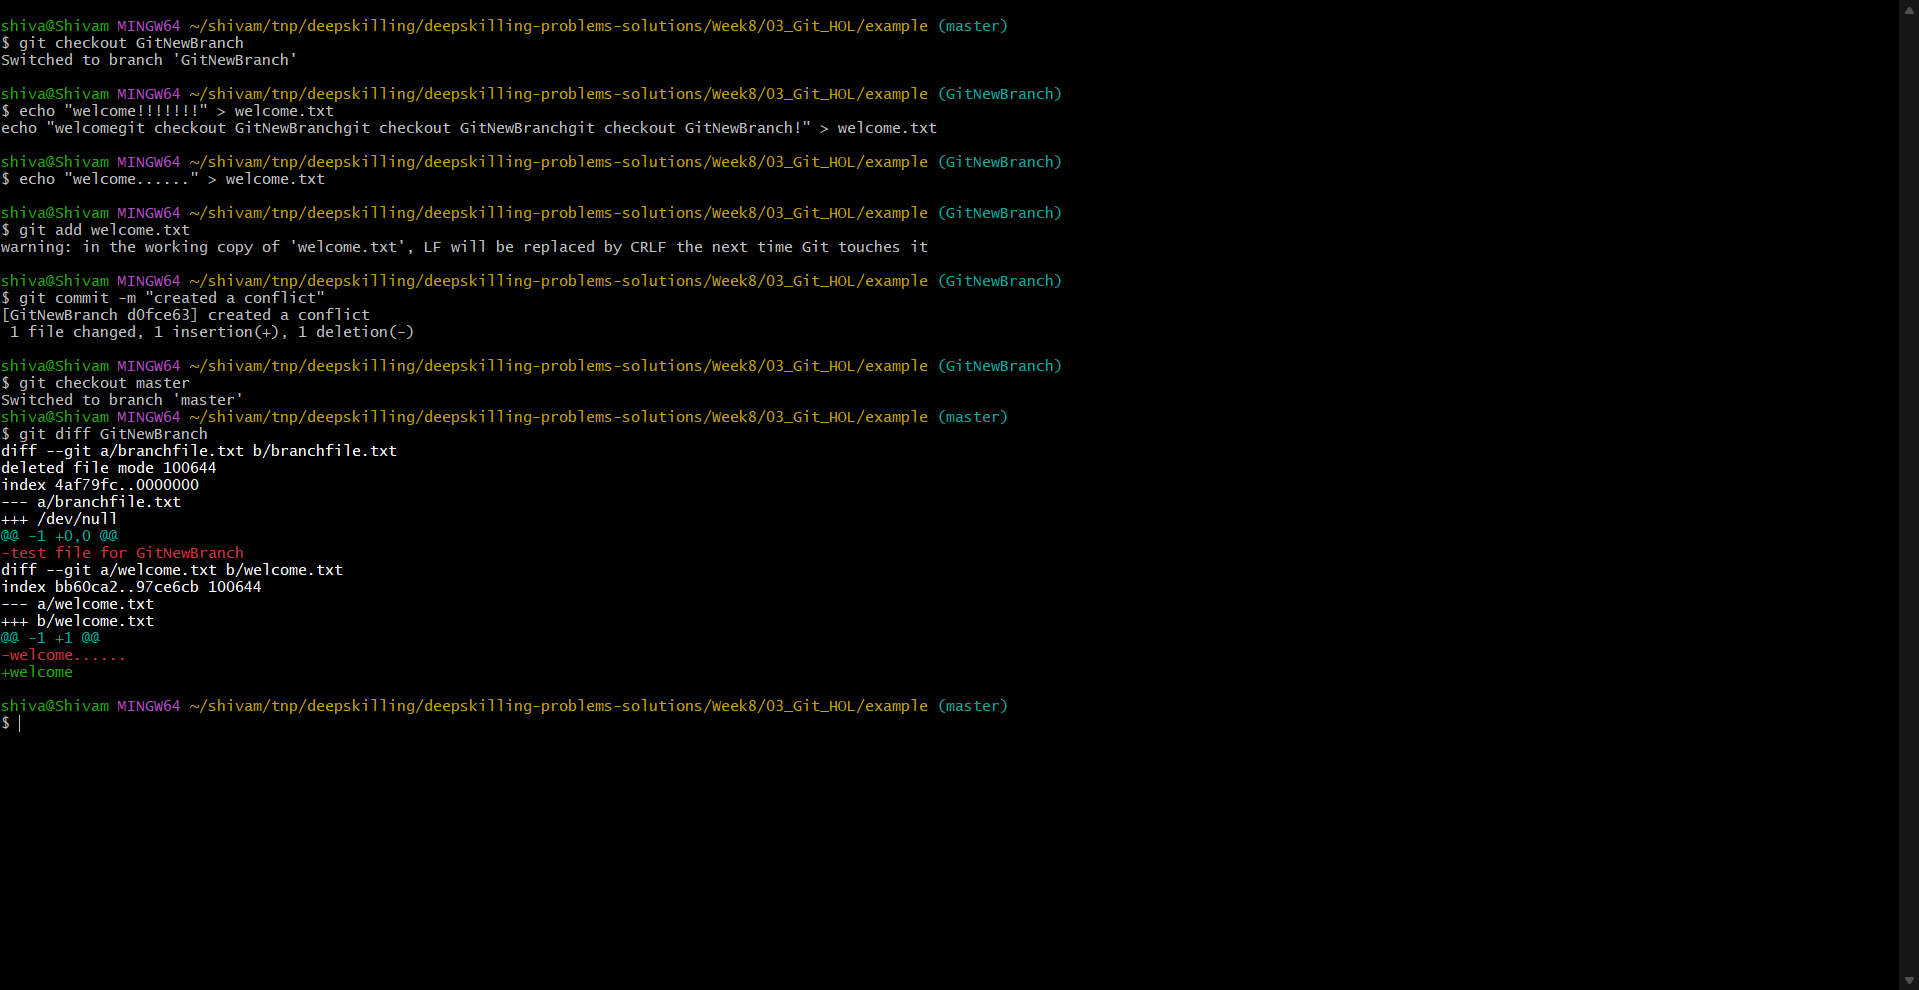 shiva@Shivam MINGW64 ~/shivam/tnp/deepskilling/deepskilling-problems-solutions/Week8/03_Git_HOL/example (master)
$ git checkout GitNewBranch
Switched to branch 'GitNewBranch'
shiva@Shivam MINGW64 ~/shivam/tnp/deepskilling/deepskilling-problems-solutions/Week8/03_Git_HOL/example (GitNewBranch)
$ echo "welcome!!!!!!!" > welcome.txt
echo "welcomegit checkout GitNewBranchgit checkout GitNewBranchgit checkout GitNewBranch!" > welcome.txt
shiva@Shivam MINGW64 ~/shivam/tnp/deepskilling/deepskilling-problems-solutions/Week8/03_Git_HOL/example (GitNewBranch)
$ echo "welcome......" > welcome.txt
shiva@Shivam MINGW64 ~/shivam/tnp/deepskilling/deepskilling-problems-solutions/Week8/03_Git_HOL/example (GitNewBranch)
$ git add welcome.txt
warning: in the working copy of 'welcome.txt', LF will be replaced by CRLF the next time Git touches it
shiva@Shivam MINGW64 ~/shivam/tnp/deepskilling/deepskilling-problems-solutions/Week8/03_Git_HOL/example (GitNewBranch)
$ git commit -m "created a conflict"
[GitNewBranch d0fce63] created a conflict
 1 file changed, 1 insertion(+), 1 deletion(-)
shiva@Shivam MINGW64 ~/shivam/tnp/deepskilling/deepskilling-problems-solutions/Week8/03_Git_HOL/example (GitNewBranch)
$ git checkout master
Switched to branch 'master'
shiva@Shivam MINGW64 ~/shivam/tnp/deepskilling/deepskilling-problems-solutions/Week8/03_Git_HOL/example (master)
$ git diff GitNewBranch
diff --git a/branchfile.txt b/branchfile.txt
deleted file mode 100644
index 4af79fc..0000000
--- a/branchfile.txt
+++ /dev/null
@@ -1 +0,0 @@
-test file for GitNewBranch
diff --git a/welcome.txt b/welcome.txt
index bb60ca2..97ce6cb 100644
--- a/welcome.txt
+++ b/welcome.txt
@@ -1 +1 @@
-welcome......
+welcome
shiva@Shivam MINGW64 ~/shivam/tnp/deepskilling/deepskilling-problems-solutions/Week8/03_Git_HOL/example (master)
$